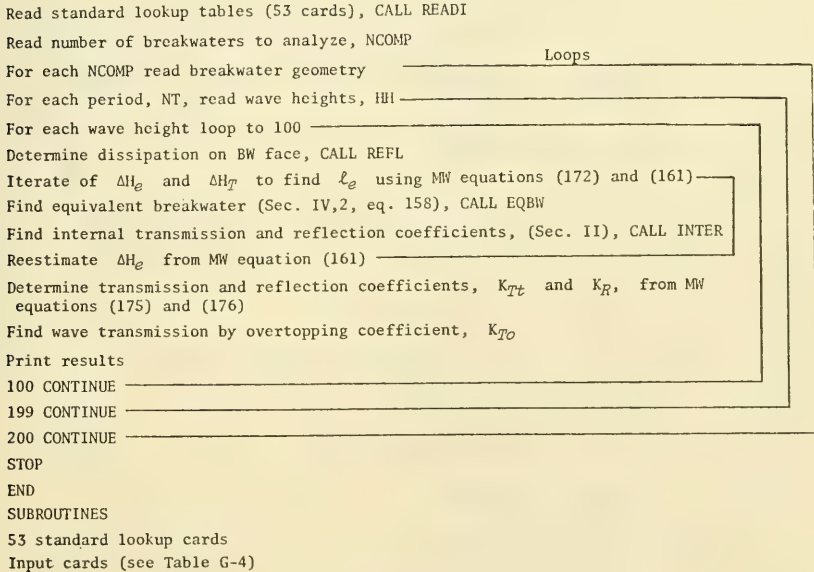 Read standard lookup tables (53 cards), CALL READI
Read number of breakwaters to analyze, NCOMP
Loops
For each NCOMP read breakwater geometry
For each period, NT, read wave heights, HH
For each wave height loop to 100
Determine dissipation on BW face, CALL REFL
Iterate of ΔH_e and ΔH_T to find ℓ_e using MW equations (172) and (161)
Find equivalent breakwater (Sec. IV,2, eq. 158), CALL EQBW
Find internal transmission and reflection coefficients, (Sec. II), CALL INTER
Reestimate ΔH_e from MW equation (161)
Determine transmission and reflection coefficients, K_Tt and K_R, from MW
equations (175) and (176)
Find wave transmission by overtopping coefficient, K_To
Print results
100 CONTINUE
199 CONTINUE
200 CONTINUE
STOP
END
SUBROUTINES
53 standard lookup cards
Input cards (see Table G-4)